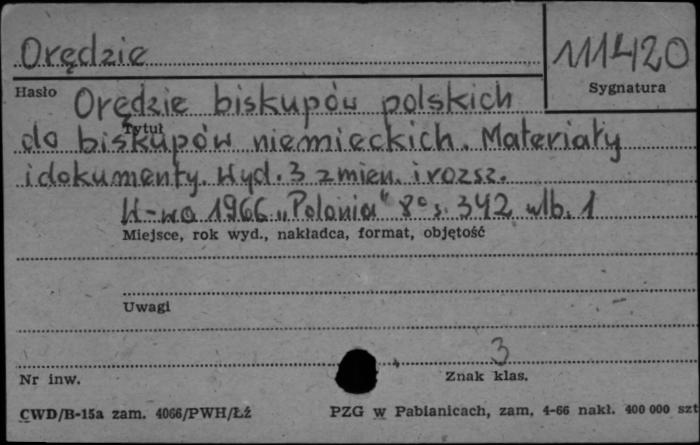 Orędzie
111420
Hasło
Sygnatura
Orędzie biskupów polskich
Tytuł
do biskupów niemieckich. Materiały
i dokumenty. Wyd. 3 zmien. i rozsz.
W-wa 1966 „Polonia" 8° s. 342 wlb. 1
Miejsce, rok wyd., nakładca, format, objętość
Uwagi
3
Nr inw.
Znak klas.
CWD/B-15a zam. 4066/PWH/Łż
PZG w Pabianicach, zam, 4-66 nakł. 400 000 szt